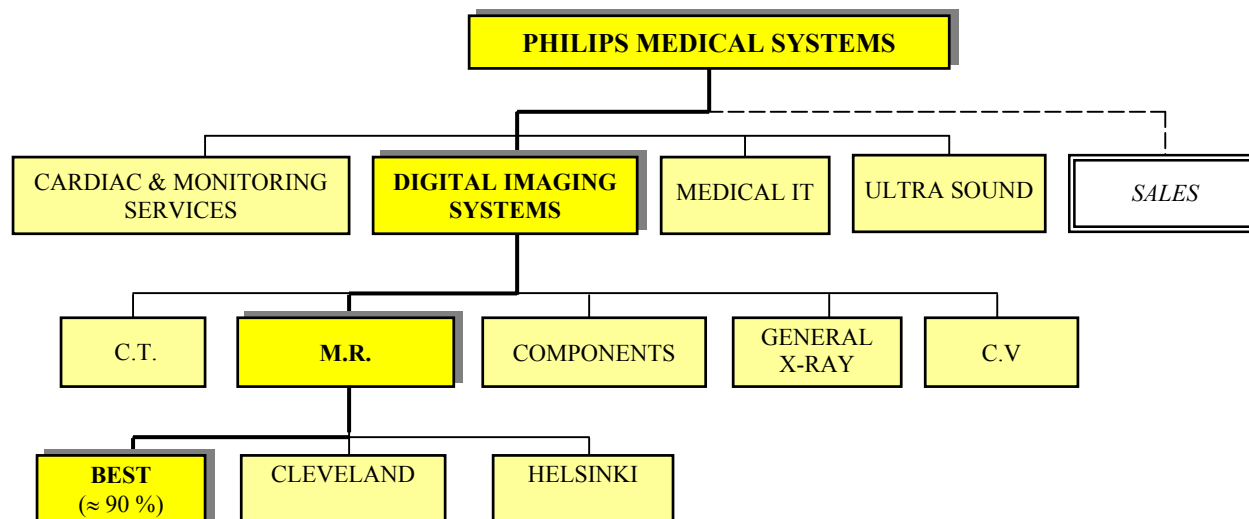 PHILIPS MEDICAL SYSTEMS
CARDIAC & MONITORING
SERVICES
DIGITAL IMAGING
SYSTEMS
MEDICAL IT
ULTRA SOUND
SALES
C.T.
M.R.
COMPONENTS
GENERAL
X-RAY
C.V
BEST
(≈ 90 %)
CLEVELAND
HELSINKI